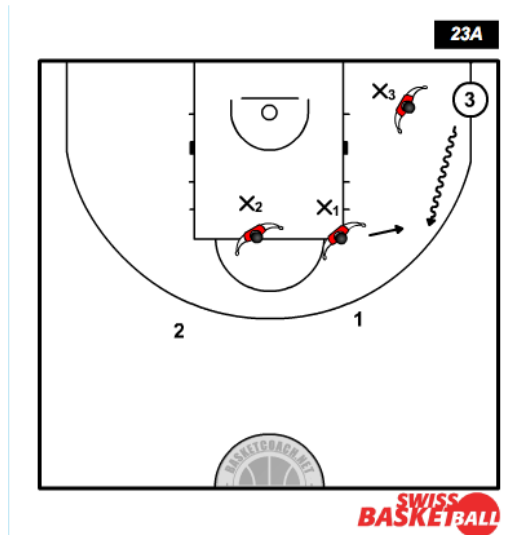 23A
X3
3
X2
X1
2
1
BASKETCOACH.NET
SWISS
BASKETBALL